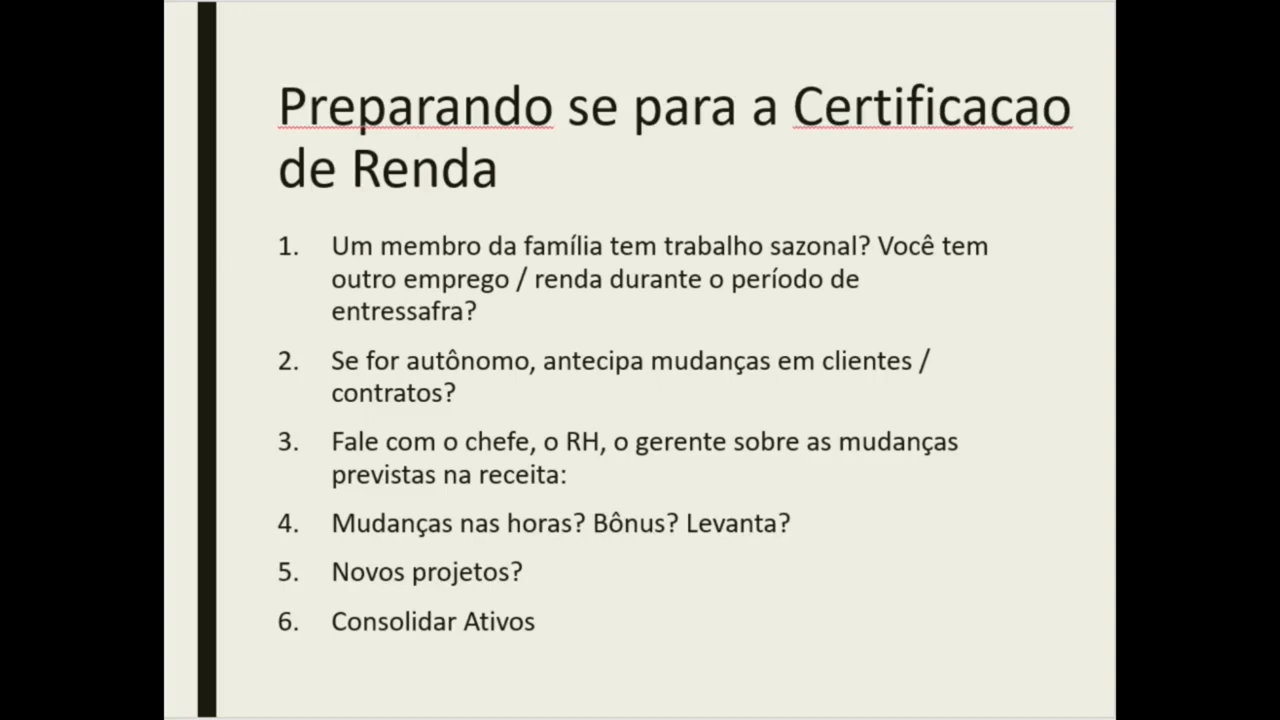 Preparando se para a Certificacao
de Renda
1. Um membro da família tem trabalho sazonal? Você tem
outro emprego / renda durante o período de
entressafra?
2. Se for autônomo, antecipa mudanças em clientes /
contratos?
3. Fale com o chefe, o RH, o gerente sobre as mudanças
previstas na receita:
4. Mudanças nas horas? Bônus? Levanta?
5. Novos projetos?
6. Consolidar Ativos